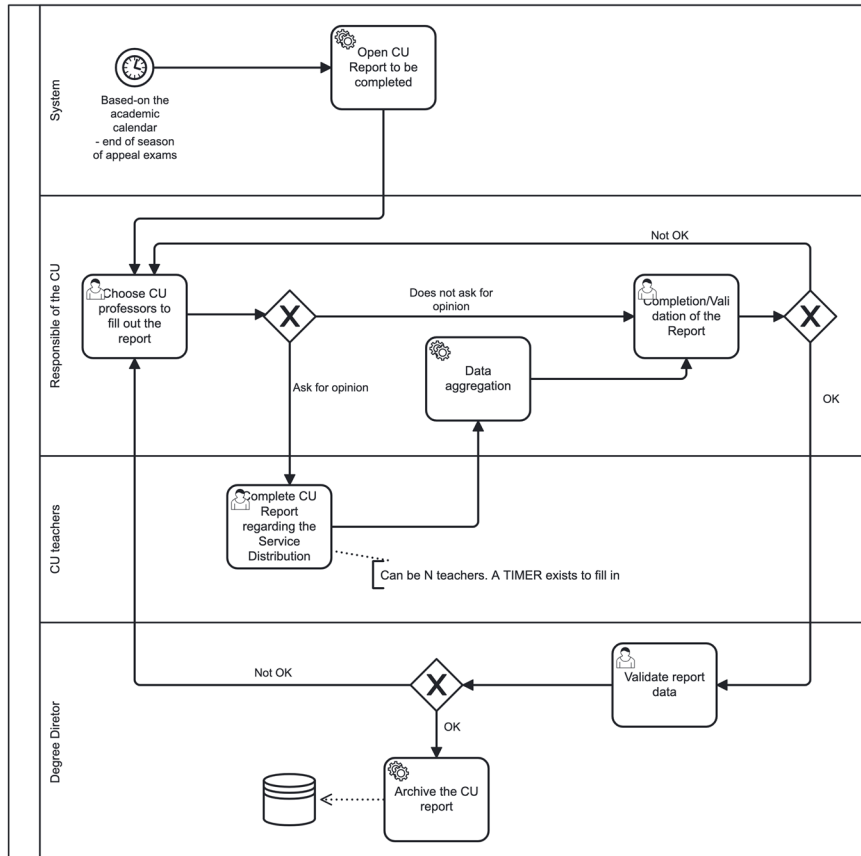 System
Based-on the
academic
calendar
- end of season
of appeal exams
Open CU
Report to be
completed
Responsible of the CU
Choose CU
professors to
fill out the
report
Does not ask for
opinion
Ask for opinion
Data
aggregation
Completion/Vali
dation of the
Report
Not OK
OK
CU teachers
Complete CU
Report
regarding the
Service
Distribution
Can be N teachers. A TIMER exists to fill in
Degree Diretor
Not OK
OK
Validate report
data
Archive the CU
report